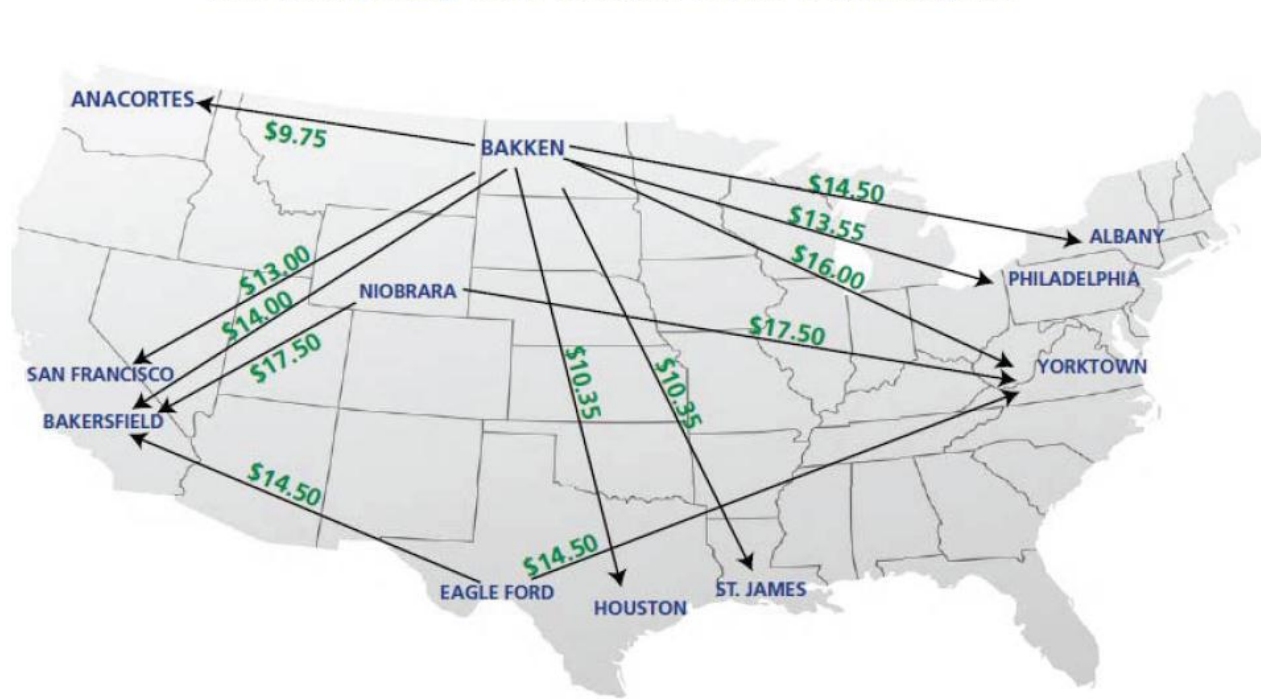 ANACORTES
$9.75
BAKKEN
$14.50
$13.55
ALBANY
$16.00
PHILADELPHIA
$13.00
NIOBRARA
$14.00
$17.50
$17.50
SAN FRANCISCO
YORKTOWN
$10.35
$10.35
BAKERSFIELD
$14.50
$14.50
EAGLE FORD
HOUSTON
ST. JAMES